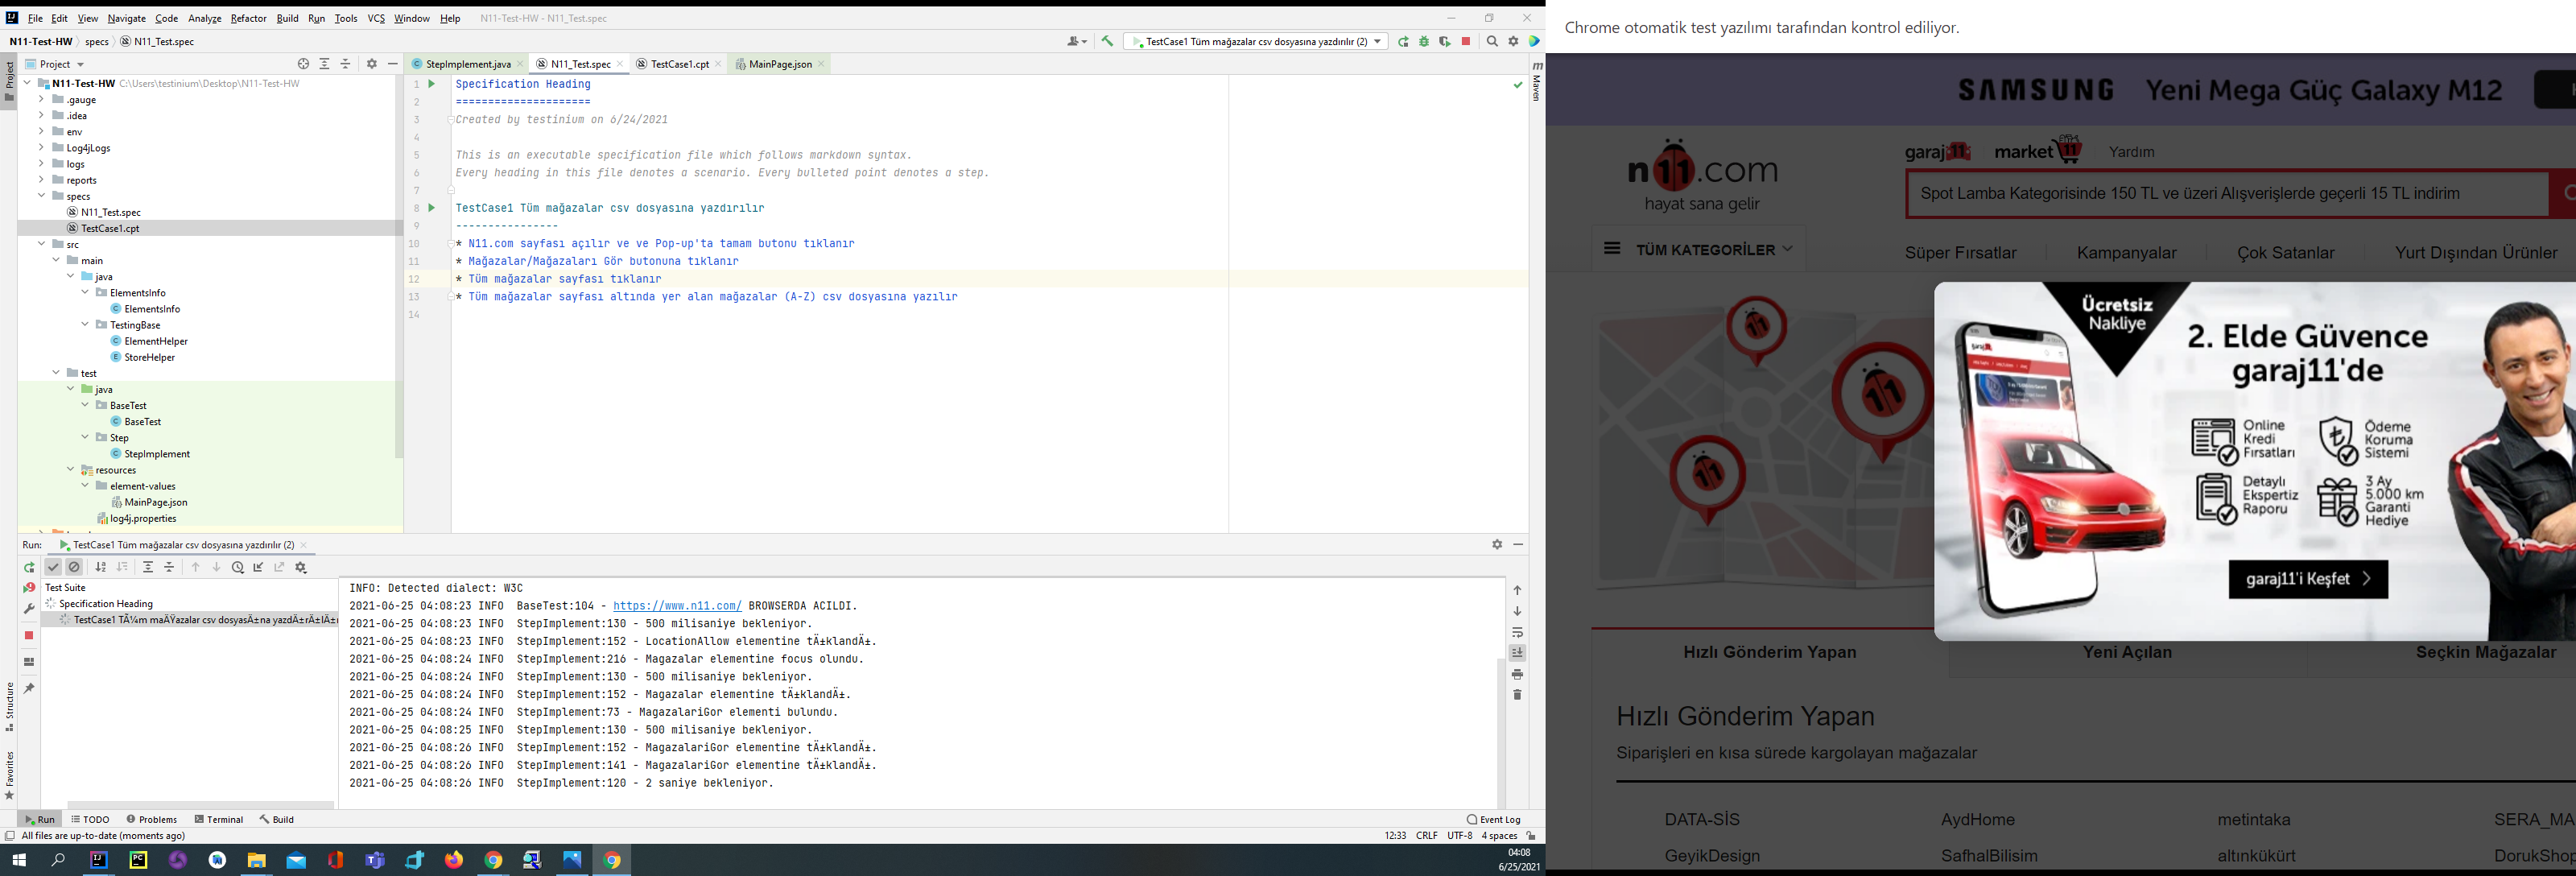 File Edit View Navigate Code Analyze Refactor Build Run Tools VCS Window Help N11-Test-HW - N11_Test.spec
N11-Test-HW specs N11_Test.spec
TestCase1 Tüm mağazalar csv dosyasına yazdırılır (2)
Project
StepImplement.java N11_Test.spec TestCase1.cpt MainPage.json
Project
Maven
Structure
Favorites
N11-Test-HW C:\Users\testinium\Desktop\N11-Test-HW
.gauge
.idea
env
Log4jLogs
logs
reports
specs
N11_Test.spec
TestCase1.cpt
src
main
java
ElementsInfo
ElementsInfo
TestingBase
ElementHelper
StoreHelper
test
java
BaseTest
BaseTest
Step
StepImplement
resources
element-values
MainPage.json
log4j.properties
1 Specification Heading
2 =====================
3 Created by testinium on 6/24/2021
4
5 This is an executable specification file which follows markdown syntax.
6 Every heading in this file denotes a scenario. Every bulleted point denotes a step.
7
8 TestCase1 Tüm mağazalar csv dosyasına yazdırılır
9 ----------------
10 * N11.com sayfası açılır ve ve Pop-up'ta tamam butonu tıklanır
11 * Mağazalar/Mağazaları Gör butonuna tıklanır
12 * Tüm mağazalar sayfası tıklanır
13 * Tüm mağazalar sayfası altında yer alan mağazalar (A-Z) csv dosyasına yazılır
14
Run: TestCase1 Tüm mağazalar csv dosyasına yazdırılır (2)
Test Suite
Specification Heading
TestCase1 TÃ¼m maÄŸazalar csv dosyasÄ±na yazdÄ±rÄ±lÄ±r
INFO: Detected dialect: W3C
2021-06-25 04:08:23 INFO  BaseTest:104 - https://www.n11.com/ BROWSERDA ACILDI.
2021-06-25 04:08:23 INFO  StepImplement:130 - 500 milisaniye bekleniyor.
2021-06-25 04:08:23 INFO  StepImplement:152 - LocationAllow elementine tÄ±klandÄ±.
2021-06-25 04:08:24 INFO  StepImplement:216 - Magazalar elementine focus olundu.
2021-06-25 04:08:24 INFO  StepImplement:130 - 500 milisaniye bekleniyor.
2021-06-25 04:08:24 INFO  StepImplement:152 - Magazalar elementine tÄ±klandÄ±.
2021-06-25 04:08:24 INFO  StepImplement:73 - MagazalariGor elementi bulundu.
2021-06-25 04:08:25 INFO  StepImplement:130 - 500 milisaniye bekleniyor.
2021-06-25 04:08:26 INFO  StepImplement:152 - MagazalariGor elementine tÄ±klandÄ±.
2021-06-25 04:08:26 INFO  StepImplement:141 - MagazalariGor elementine tÄ±klandÄ±.
2021-06-25 04:08:26 INFO  StepImplement:120 - 2 saniye bekleniyor.
Run TODO Problems Terminal Build Event Log
All files are up-to-date (moments ago) 12:33 CRLF UTF-8 4 spaces
04:08
6/25/2021
Chrome otomatik test yazılımı tarafından kontrol ediliyor.
SAMSUNG Yeni Mega Güç Galaxy M12
n11.com
hayat sana gelir
garaj11 market11 Yardım
Spot Lamba Kategorisinde 150 TL ve üzeri Alışverişlerde geçerli 15 TL indirim
TÜM KATEGORİLER Süper Fırsatlar Kampanyalar Çok Satanlar Yurt Dışından Ürünler
Ücretsiz
Nakliye
2. Elde Güvence
garaj11'de
Online
Kredi
Fırsatları
Ödeme
Koruma
Sistemi
Detaylı
Ekspertiz
Raporu
3 Ay
5.000 km
Garanti
Hediye
garaj11'i Keşfet
Hızlı Gönderim Yapan Yeni Açılan Seçkin Mağazalar
Hızlı Gönderim Yapan
Siparişleri en kısa sürede kargolayan mağazalar
DATA-SİS AydHome metintaka SERA_MA
GeyikDesign SafhalBilisim altınkükürt DorukShop